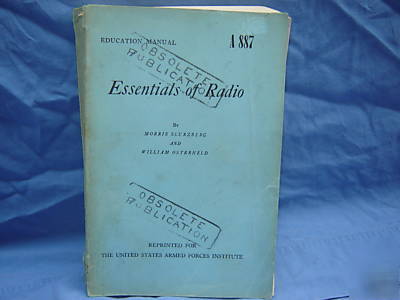 EDUCATION MANUAL
A 887
OBSOLETE
PUBLICATION
Essentials of Radio
By
MORRIS SLURZBERG
AND
WILLIAM OSTERHELD
OBSOLETE
PUBLICATION
REPRINTED FOR
THE UNITED STATES ARMED FORCES INSTITUTE